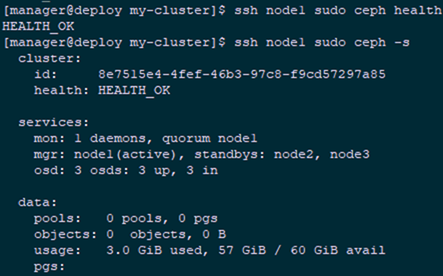 [manager@deploy my-cluster]$ ssh node1 sudo ceph health
HEALTH_OK
[manager@deploy my-cluster]$ ssh node1 sudo ceph -s
cluster:
id: 8e7515e4-4fef-46b3-97c8-f9cd57297a85
health: HEALTH_OK
services:
mon: 1 daemons, quorum node1
mgr: node1(active), standbys: node2, node3
osd: 3 osds: 3 up, 3 in
data:
pools: 0 pools, 0 pgs
objects: 0 objects, 0 B
usage: 3.0 GiB used, 57 GiB / 60 GiB avail
pgs: